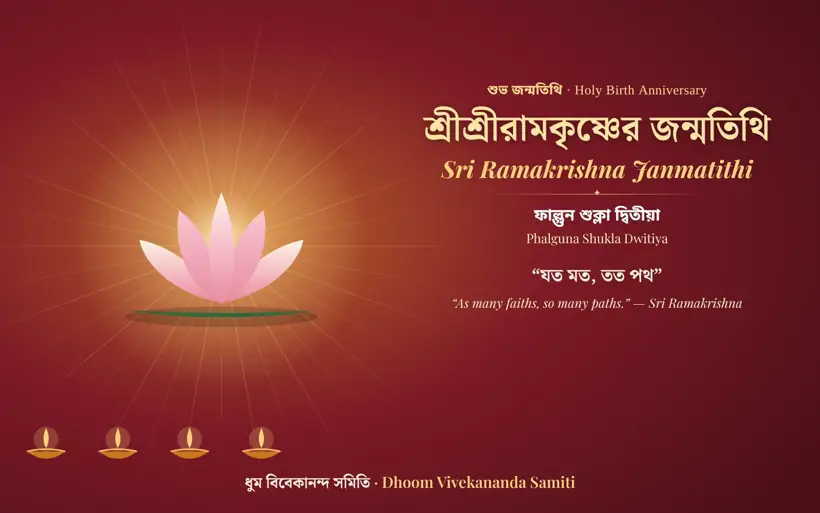 শুভ জন্মতিথি · Holy Birth Anniversary
শ্রীশ্রীরামকৃষ্ণের জন্মতিথি
Sri Ramakrishna Janmatithi
ফাল্গুন শুক্লা দ্বিতীয়া
Phalguna Shukla Dwitiya
“যত মত, তত পথ”
“As many faiths, so many paths.” — Sri Ramakrishna
ধুম বিবেকানন্দ সমিতি · Dhoom Vivekananda Samiti